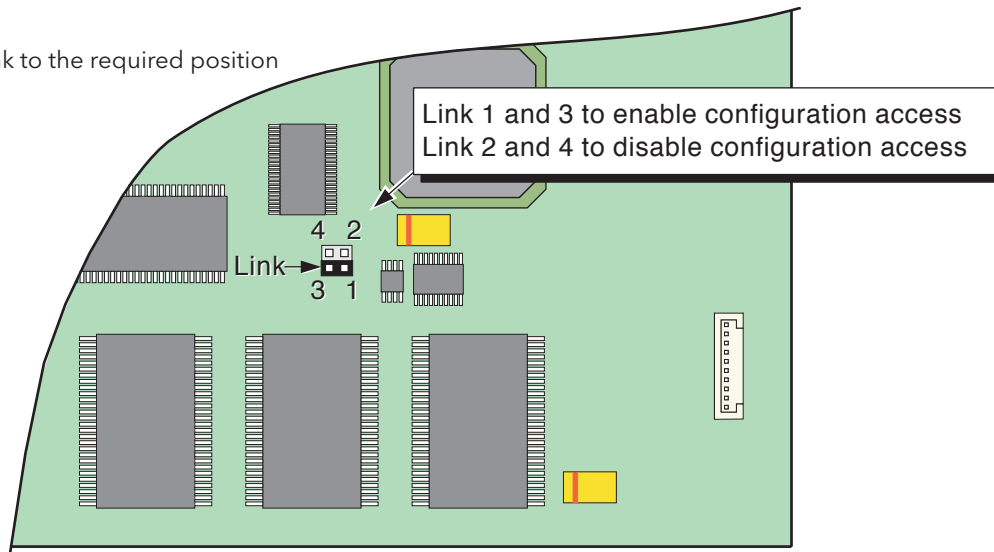 to the required position
Link 1 and 3 to enable configuration access
Link 2 and 4 to disable configuration access
4 2
Link
3 1